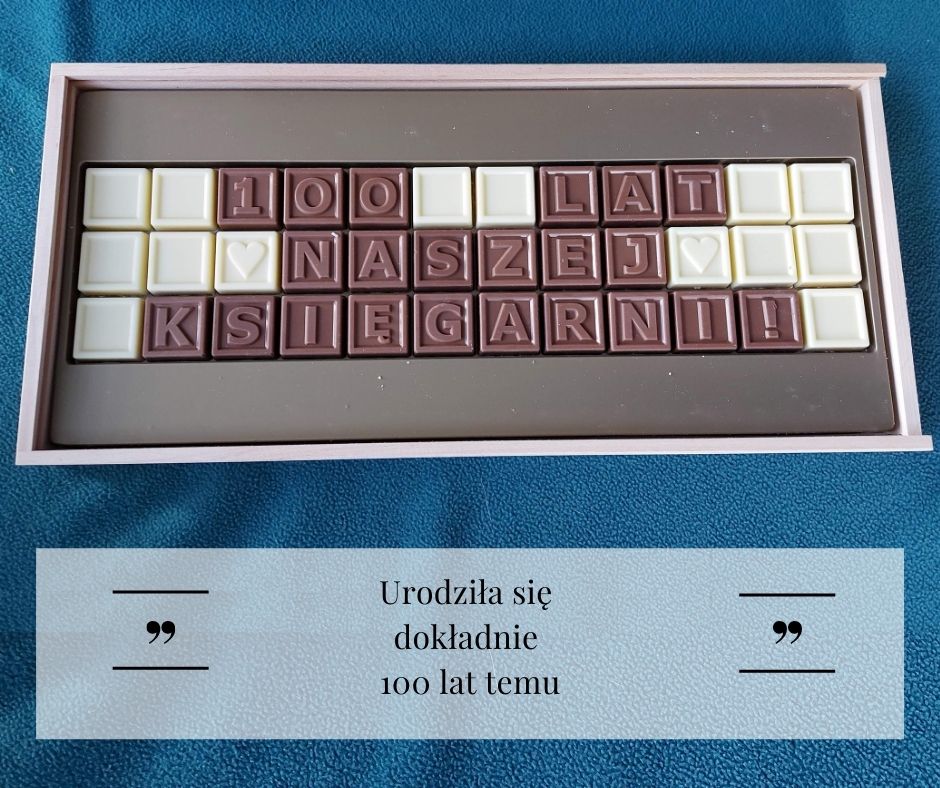 100 LAT
♥ NASZEJ ♥
KSIĘGARNI!
Urodziła się
” dokładnie ”
100 lat temu